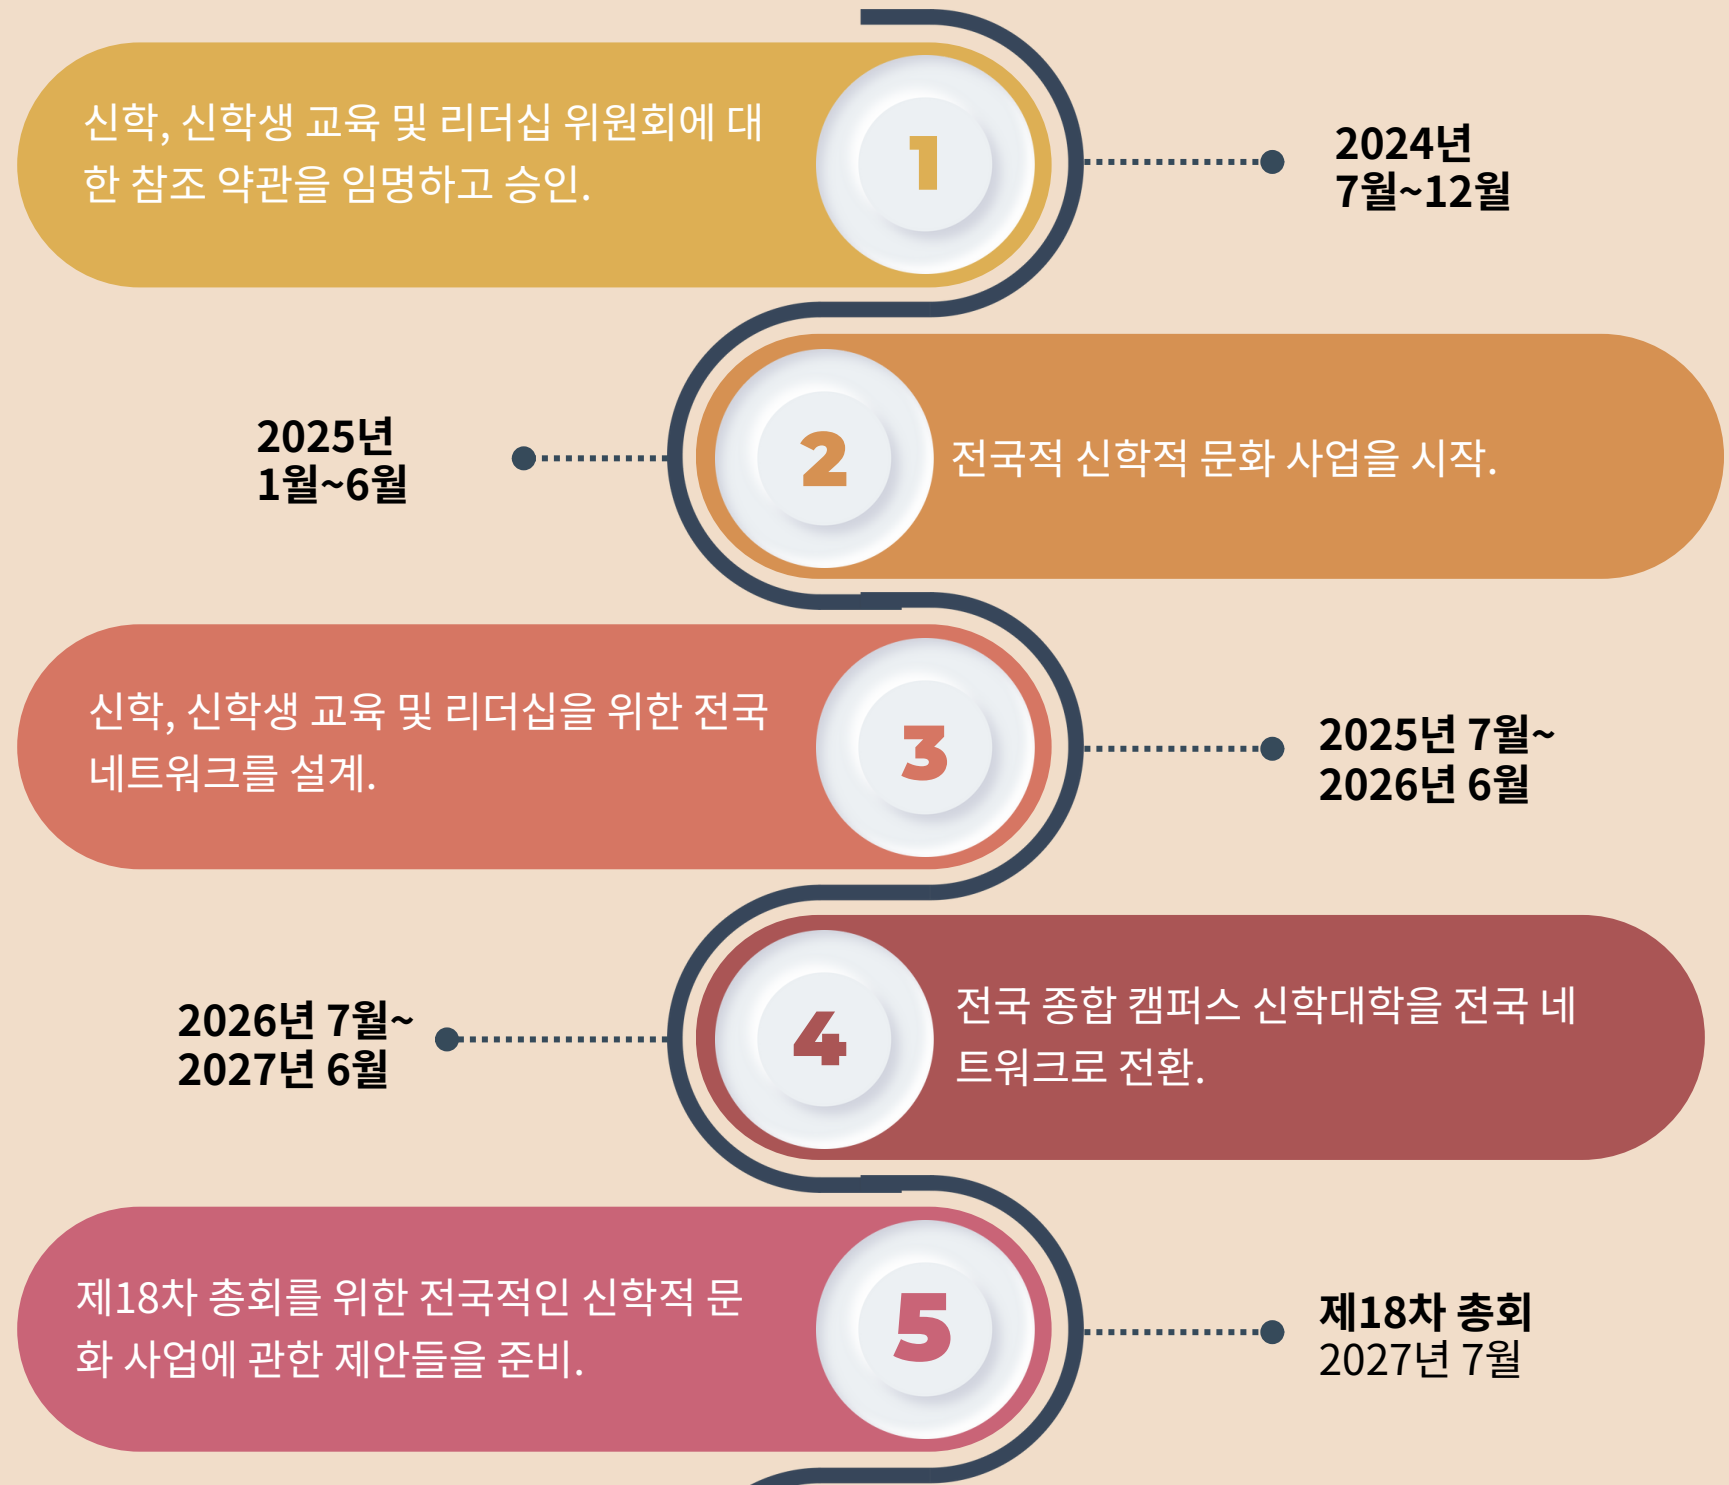 신학, 신학생 교육 및 리더십 위원회에 대
한 참조 약관을 임명하고 승인.
1
2024년
7월~12월
2025년
1월~6월
2
전국적 신학적 문화 사업을 시작.
신학, 신학생 교육 및 리더십을 위한 전국
네트워크를 설계.
3
2025년 7월~
2026년 6월
2026년 7월~
2027년 6월
4
전국 종합 캠퍼스 신학대학을 전국 네
트워크로 전환.
제18차 총회를 위한 전국적인 신학적 문
화 사업에 관한 제안들을 준비.
5
제18차 총회
2027년 7월